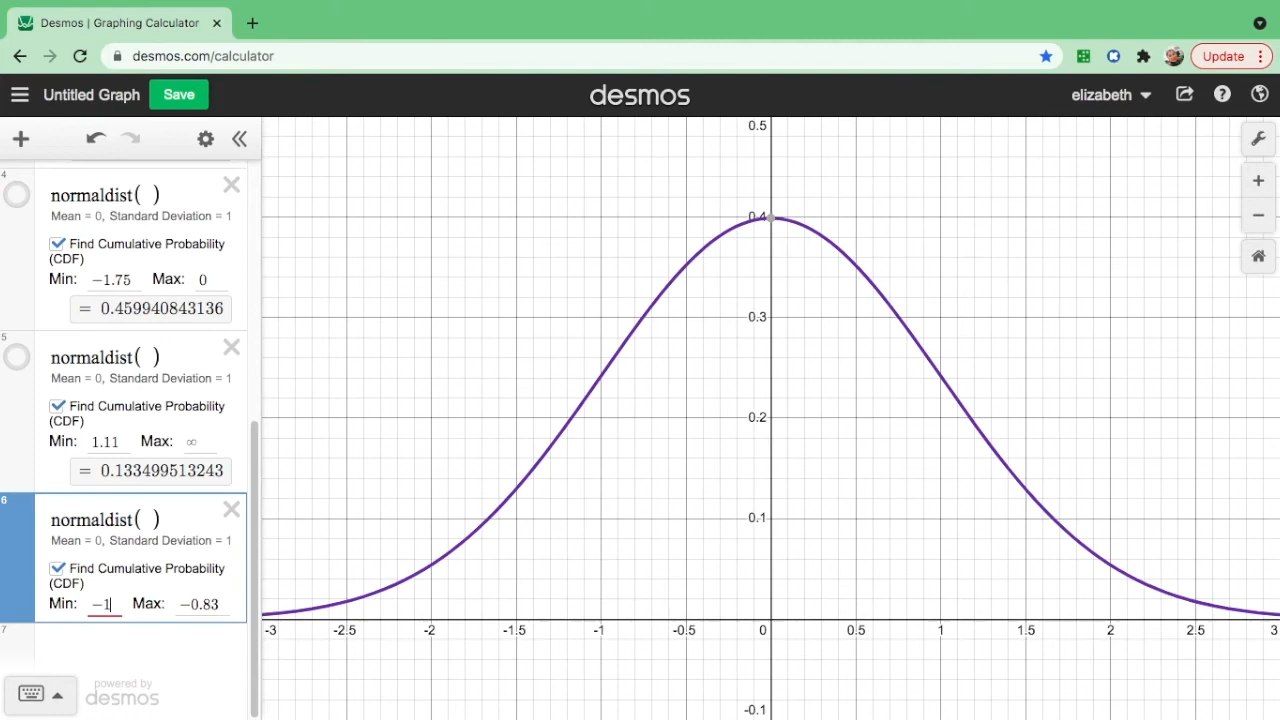 Desmos | Graphing Calculator
desmos.com/calculator
Update
Untitled Graph Save desmos elizabeth
4
normaldist( )
Mean = 0, Standard Deviation = 1
Find Cumulative Probability
(CDF)
Min: −1.75 Max: 0
= 0.459940843136
5
normaldist( )
Mean = 0, Standard Deviation = 1
Find Cumulative Probability
(CDF)
Min: 1.11 Max: ∞
= 0.133499513243
6
normaldist( )
Mean = 0, Standard Deviation = 1
Find Cumulative Probability
(CDF)
Min: −1 Max: −0.83
7
powered by
desmos
0.5
0.4
0.3
0.2
0.1
-3 -2.5 -2 -1.5 -1 -0.5 0 0.5 1 1.5 2 2.5 3
-0.1